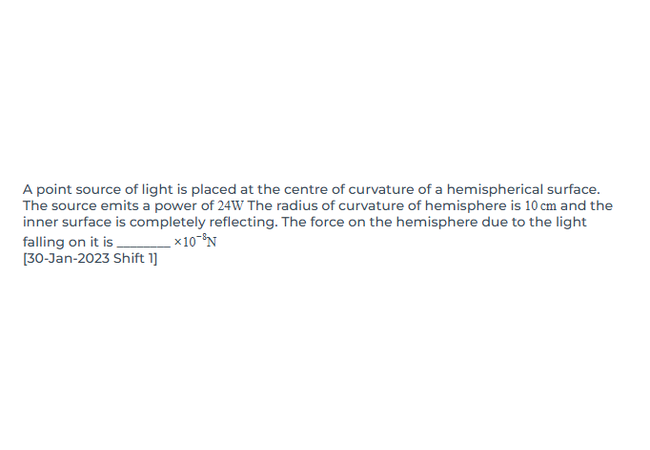 A point source of light is placed at the centre of curvature of a hemispherical surface.
The source emits a power of 24W The radius of curvature of hemisphere is 10 cm and the
inner surface is completely reflecting. The force on the hemisphere due to the light
falling on it is ________ ×10⁻⁸N
[30-Jan-2023 Shift 1]